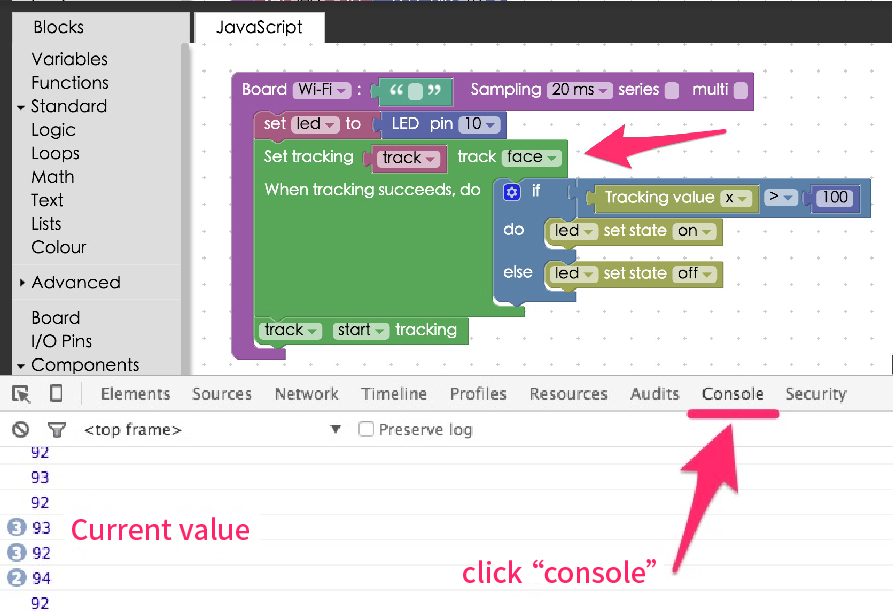 Blocks
JavaScript
Variables
Functions
Standard
Logic
Loops
Math
Text
Lists
Colour
Advanced
Board
I/O Pins
Components
Board Wi-Fi : “ ” Sampling 20 ms series multi
set led to LED pin 10
Set tracking track track face
When tracking succeeds, do if Tracking value x > 100
do led set state on
else led set state off
track start tracking
Elements Sources Network Timeline Profiles Resources Audits Console Security
<top frame> Preserve log
92
93
92
3 93 Current value
3 92
2 94
92
click “console”